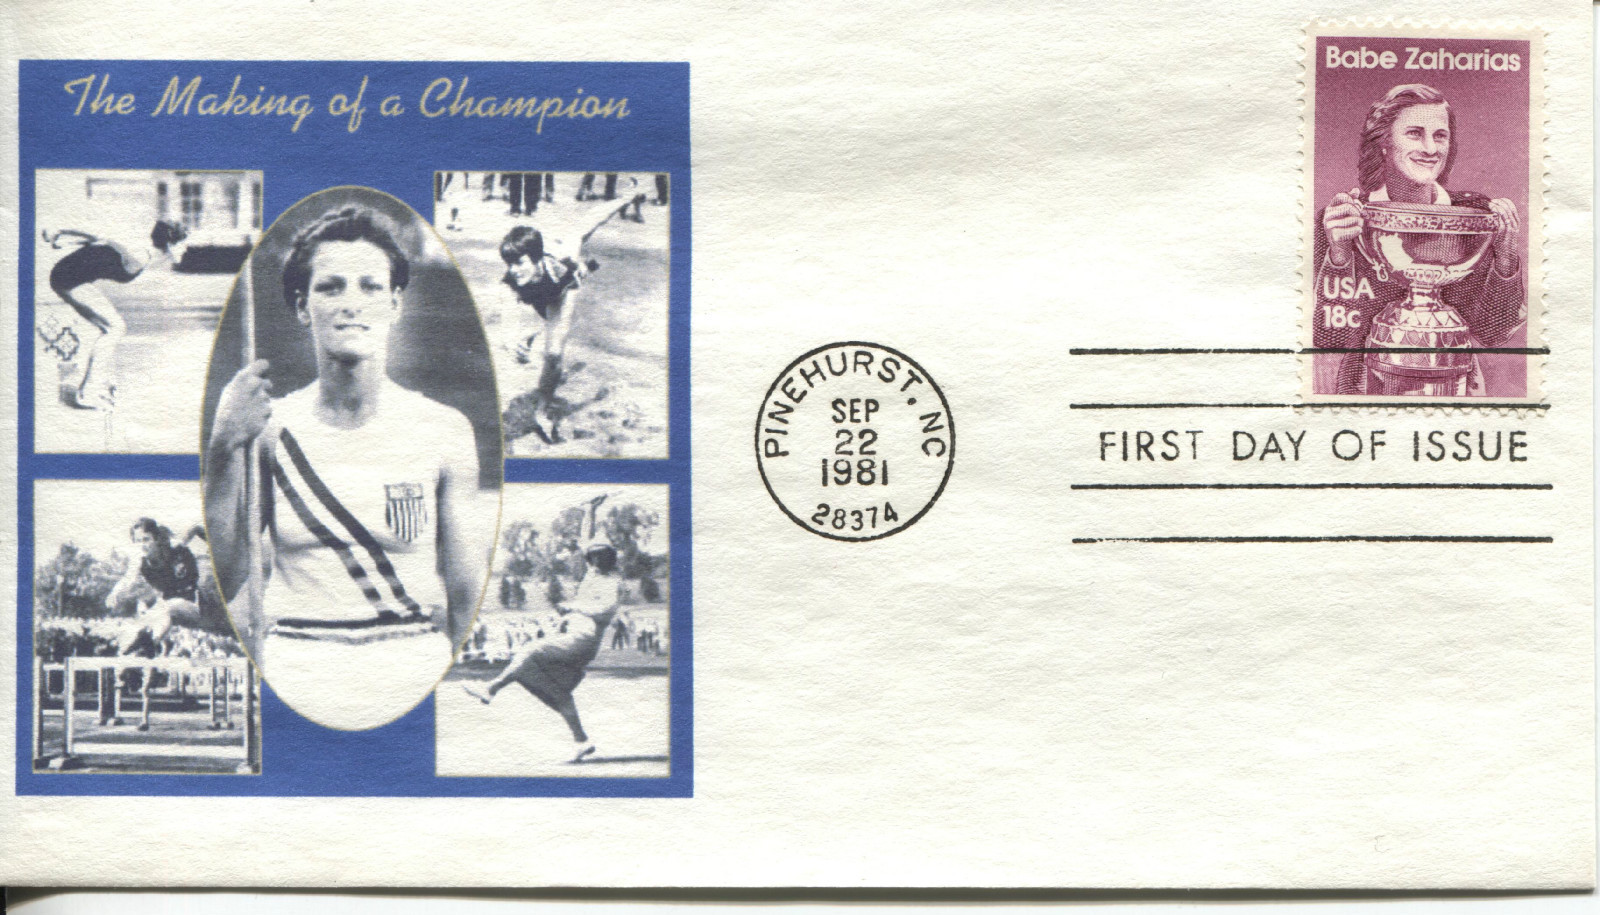 The Making of a Champion
Babe Zaharias
USA
18c
PINEHURST, NC
SEP
22
1981
28374
FIRST DAY OF ISSUE